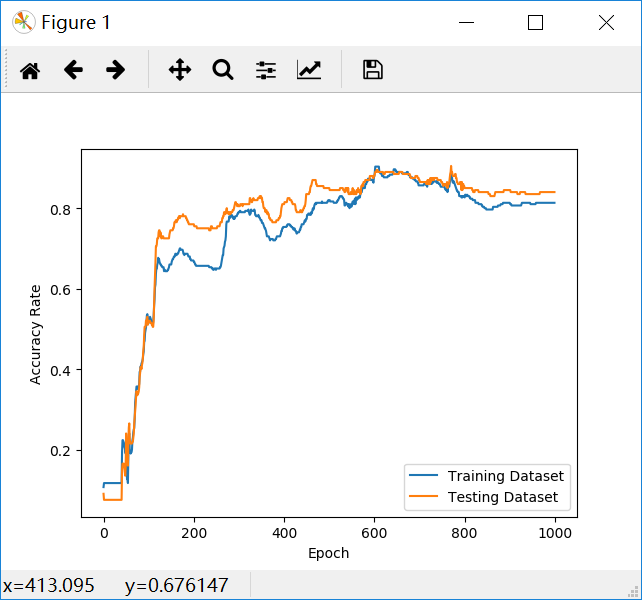 Figure 1
0.8
0.6
0.4
0.2
Accuracy Rate
Training Dataset
Testing Dataset
0 200 400 600 800 1000
Epoch
x=413.095 y=0.676147